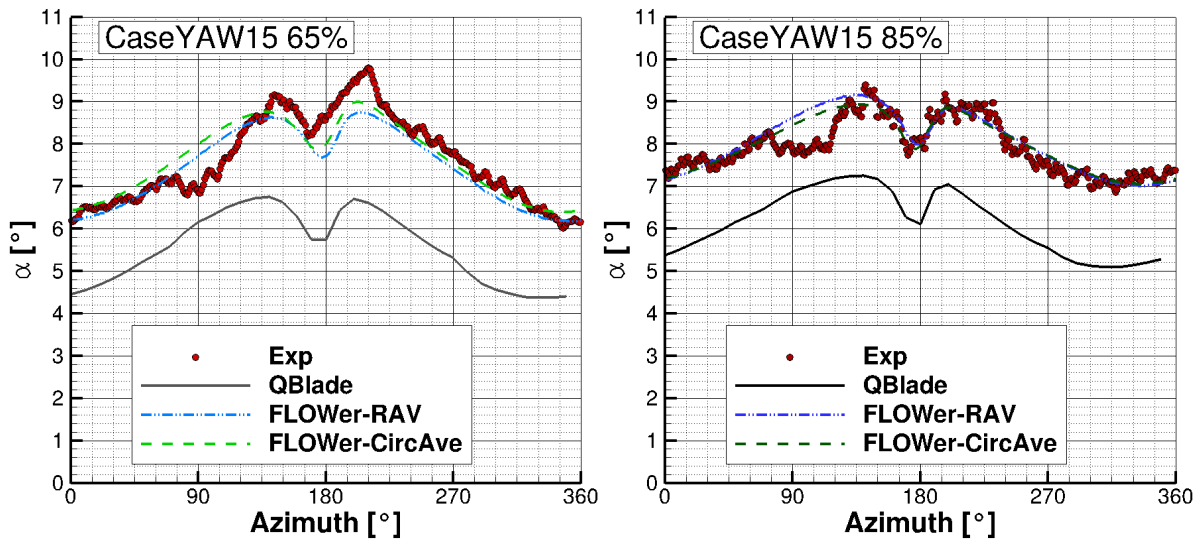 CaseYAW15 65%
11
10
9
8
7
6
5
4
3
2
1
0
α [°]
Exp
QBlade
FLOWer-RAV
FLOWer-CircAve
0 90 180 270 360
Azimuth [°]
CaseYAW15 85%
11
10
9
8
7
6
5
4
3
2
1
0
α [°]
Exp
QBlade
FLOWer-RAV
FLOWer-CircAve
0 90 180 270 360
Azimuth [°]